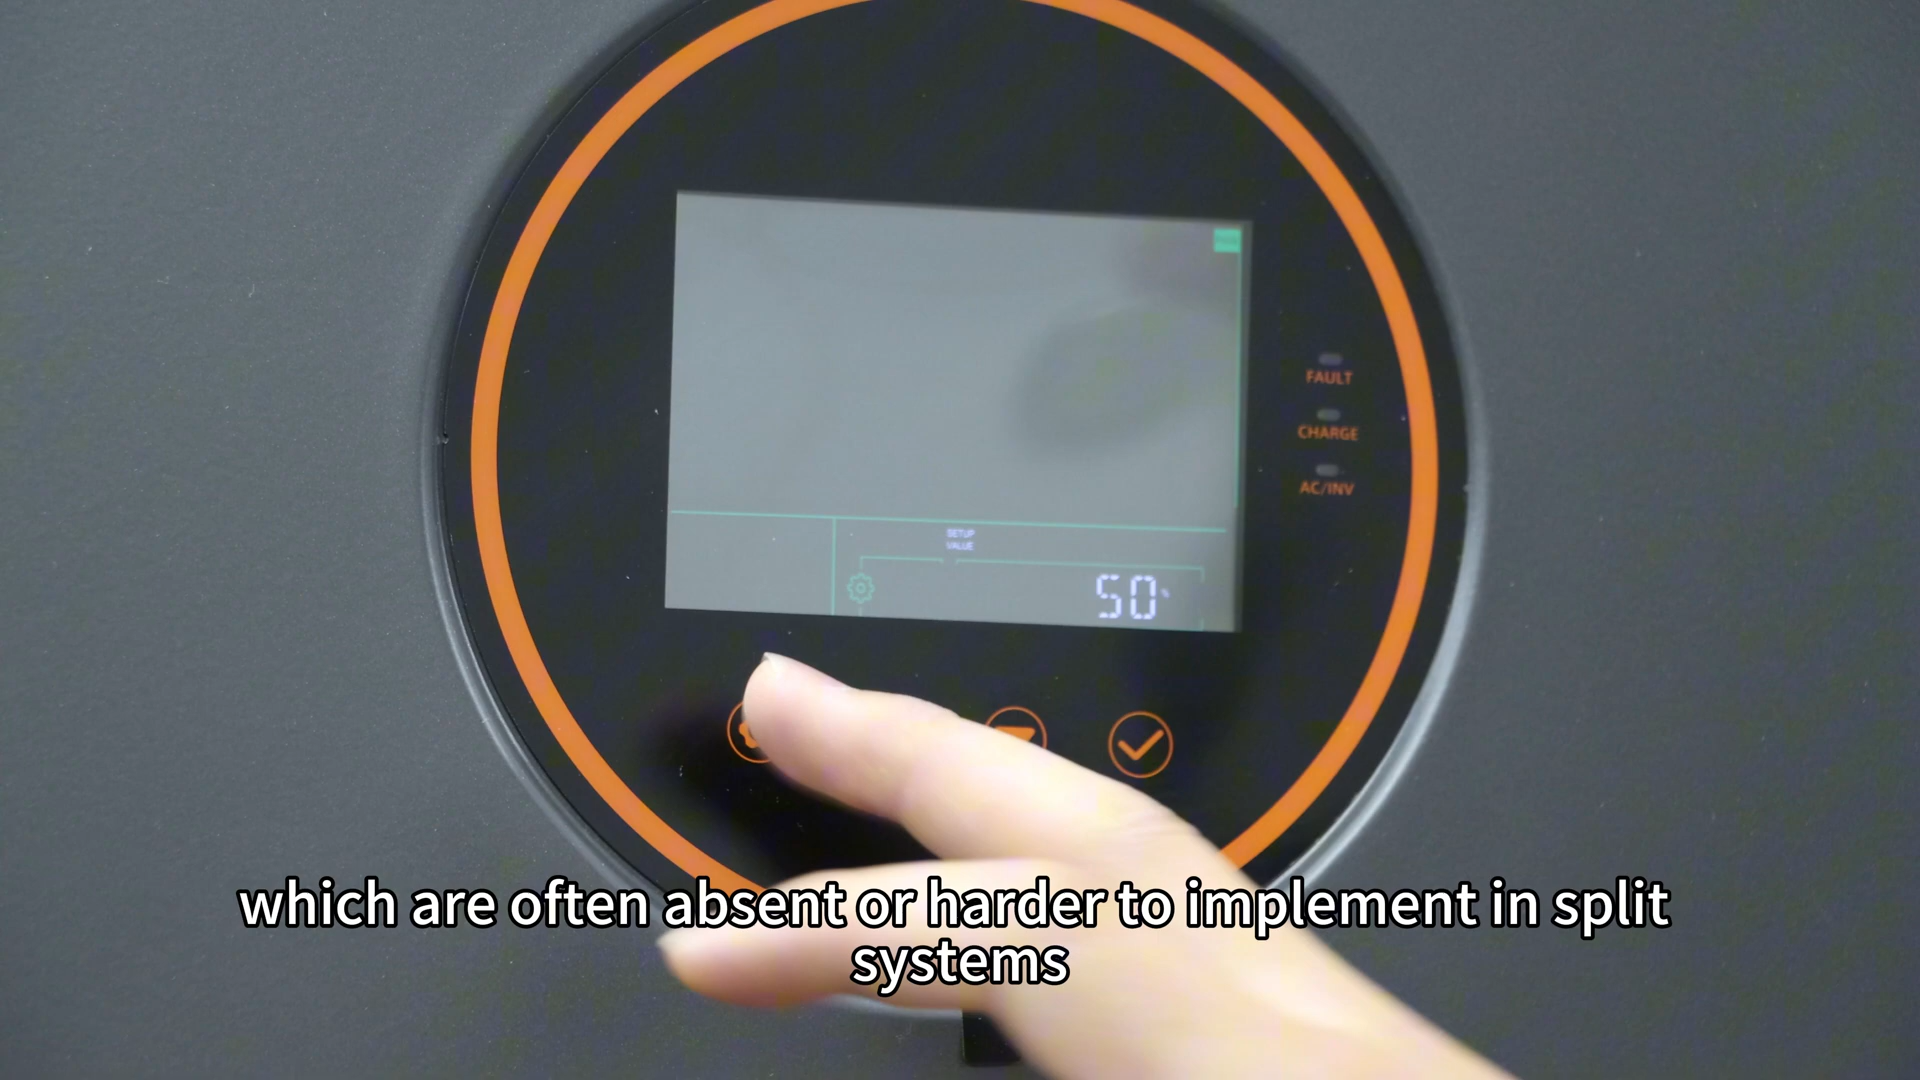 FAULT
CHARGE
AC/INV
SETUP
VALUE
50%
which are often absent or harder to implement in split
systems